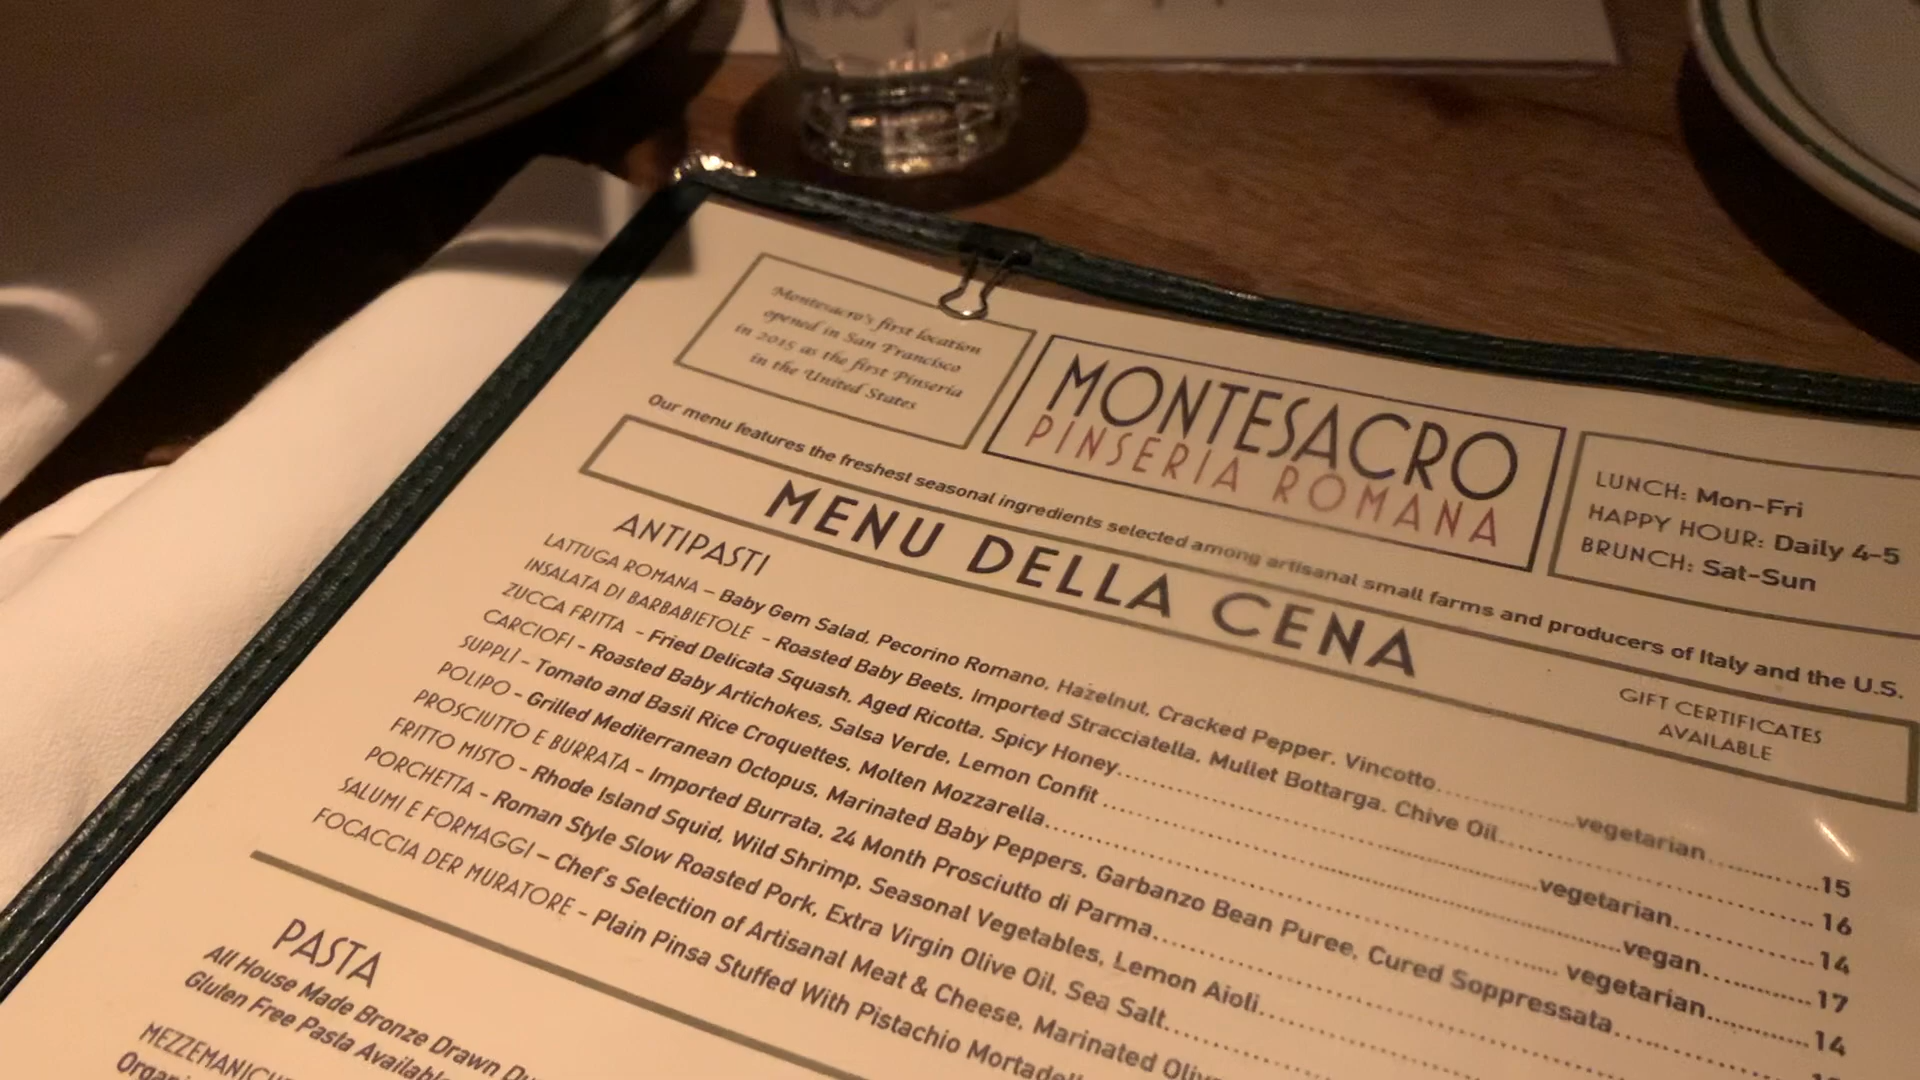 Montesacro's first location
opened in San Francisco
in 2015 as the first Pinseria
in the United States
MONTESACRO
PINSERIA ROMANA
LUNCH: Mon-Fri
HAPPY HOUR: Daily 4-5
BRUNCH: Sat-Sun
Our menu features the freshest seasonal ingredients selected among artisanal small farms and producers of Italy and the U.S.
MENU DELLA CENA
GIFT CERTIFICATES
AVAILABLE
ANTIPASTI
LATTUGA ROMANA – Baby Gem Salad, Pecorino Romano, Hazelnut, Cracked Pepper, Vincotto..........vegetarian..........15
INSALATA DI BARBABIETOLE - Roasted Baby Beets, Imported Stracciatella, Mullet Bottarga, Chive Oil..........16
ZUCCA FRITTA - Fried Delicata Squash, Aged Ricotta, Spicy Honey..........vegetarian..........14
CARCIOFI - Roasted Baby Artichokes, Salsa Verde, Lemon Confit..........vegan..........17
SUPPLÌ - Tomato and Basil Rice Croquettes, Molten Mozzarella..........vegetarian..........14
POLIPO - Grilled Mediterranean Octopus, Marinated Baby Peppers, Garbanzo Bean Puree, Cured Soppressata..........
PROSCIUTTO E BURRATA - Imported Burrata, 24 Month Prosciutto di Parma..........
FRITTO MISTO - Rhode Island Squid, Wild Shrimp, Seasonal Vegetables, Lemon Aioli..........
PORCHETTA - Roman Style Slow Roasted Pork, Extra Virgin Olive Oil, Sea Salt..........
SALUMI E FORMAGGI – Chef's Selection of Artisanal Meat & Cheese, Marinated
FOCACCIA DER MURATORE - Plain Pinsa Stuffed With Pistachio
PASTA
All House Made Bronze Drawn
Gluten Free Pasta